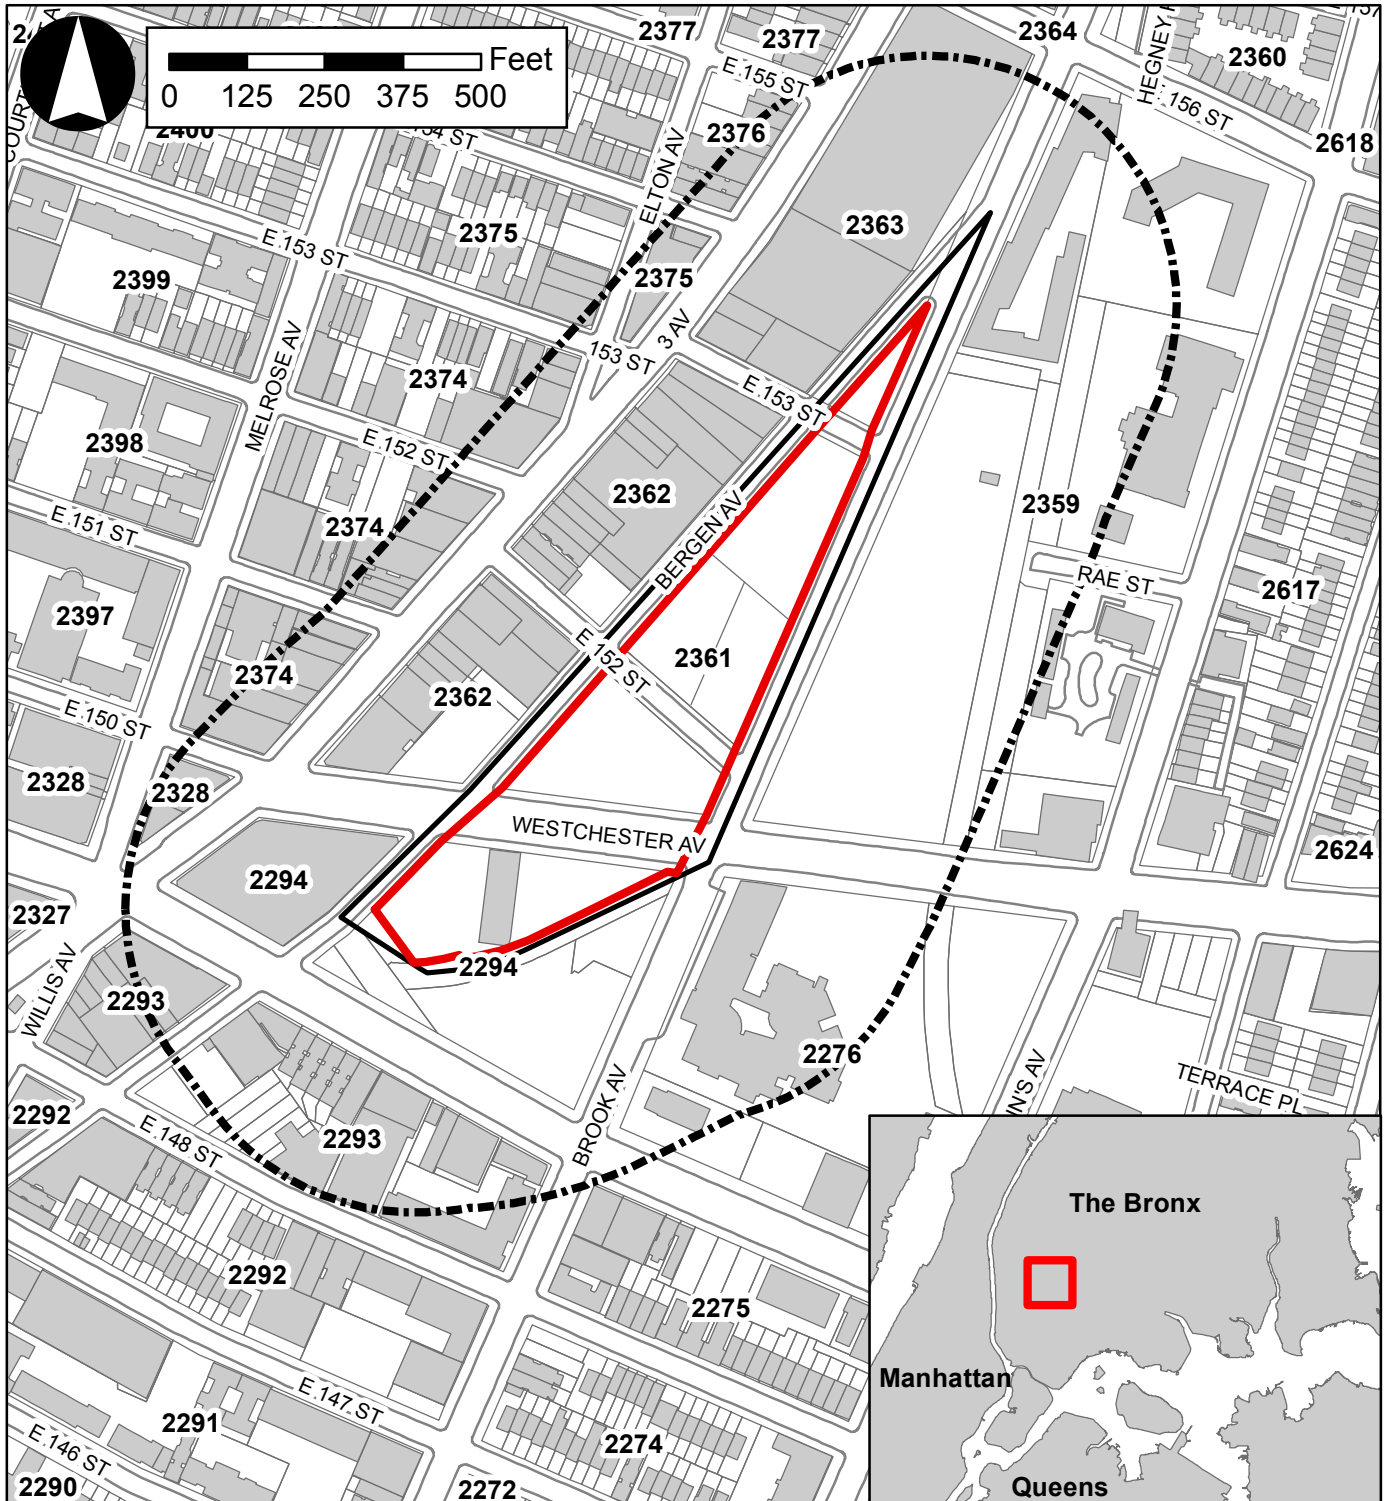 2377
2377
2364
2360
HEGNEY
Feet
0 125 250 375 500
E 155 ST
156 ST
2400
2376
2618
ELTON AV
2363
2375
E 153 ST
2399
2375
3 AV
153 ST
2374
E 153 ST
MELROSE AV
2398
E 152 ST
2362
2359
2374
E 151 ST
BERGEN AV
RAE ST
2617
2397
E 152 ST
2361
2374
2362
E 150 ST
2328
2328
WESTCHESTER AV
2624
2294
2327
2294
WILLIS AV
2293
2276
BROOK AV
TERRACE PL
2292
E 148 ST
2293
The Bronx
2292
2275
Manhattan
E 147 ST
2291
2274
E 146 ST
2290
2272
Queens